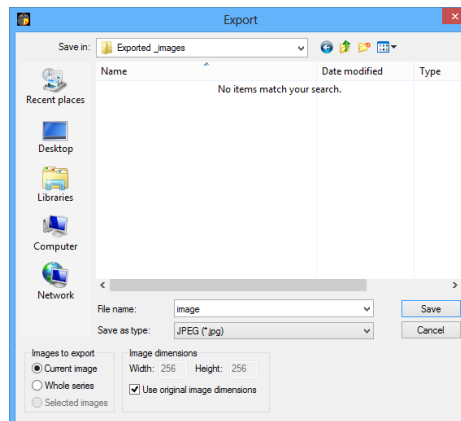 Export
Save in: Exported _images
Name Date modified Type
No items match your search.
Recent places
Desktop
Libraries
Computer
Network
File name: image Save
Save as type: JPEG (*.jpg) Cancel
Images to export Image dimensions
Current image Width: 256 Height: 256
Whole series Use original image dimensions
Selected images